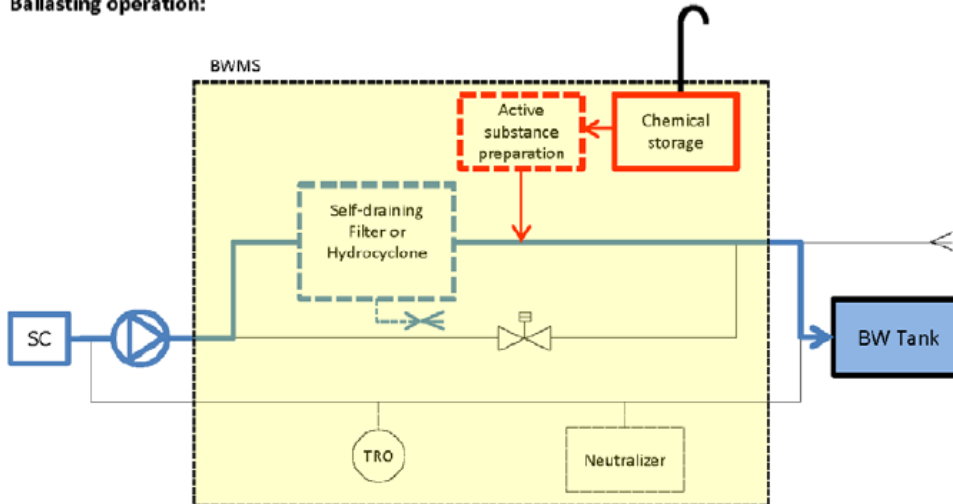 Ballasting operation:
BWMS
Active
substance
preparation
Chemical
storage
Self-draining
Filter or
Hydrocyclone
SC
BW Tank
TRO
Neutralizer